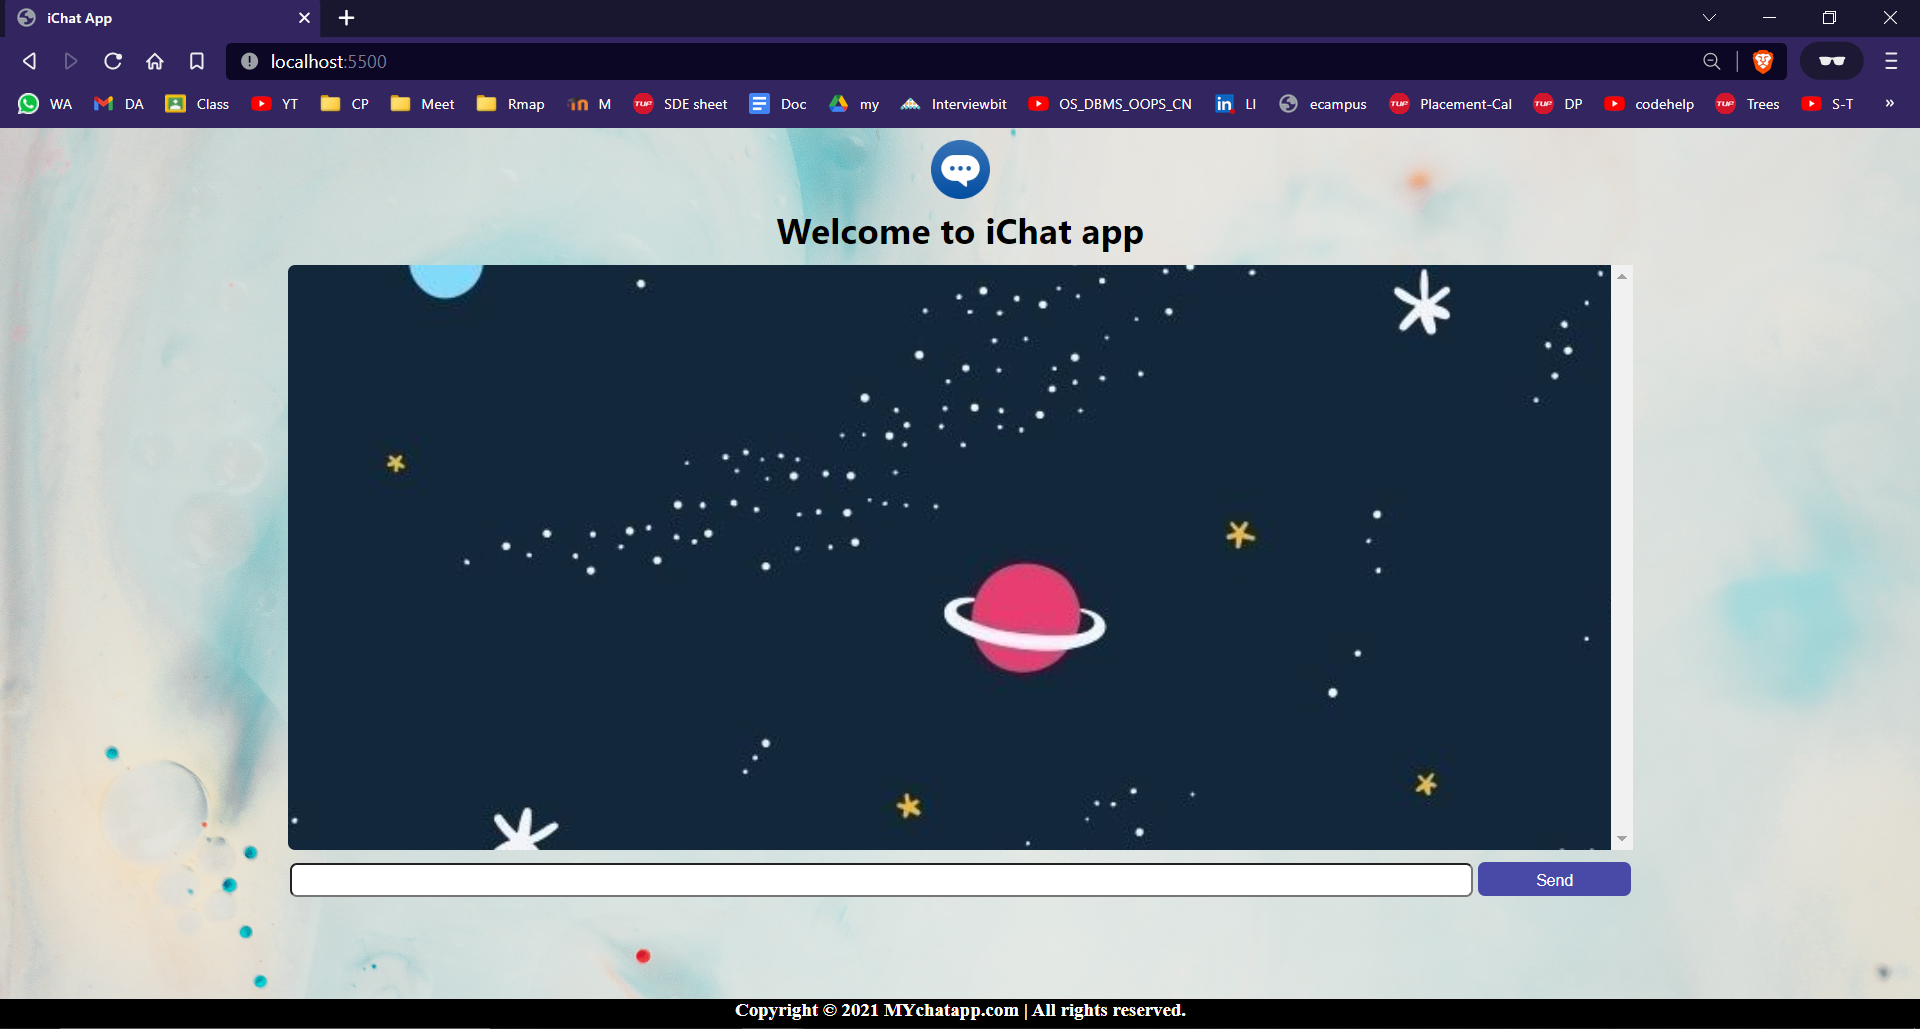 iChat App
localhost:5500
WA DA Class YT CP Meet Rmap M SDE sheet Doc my Interviewbit OS_DBMS_OOPS_CN LI ecampus Placement-Cal DP codehelp Trees S-T »
Welcome to iChat app
Send
Copyright © 2021 MYchatapp.com | All rights reserved.